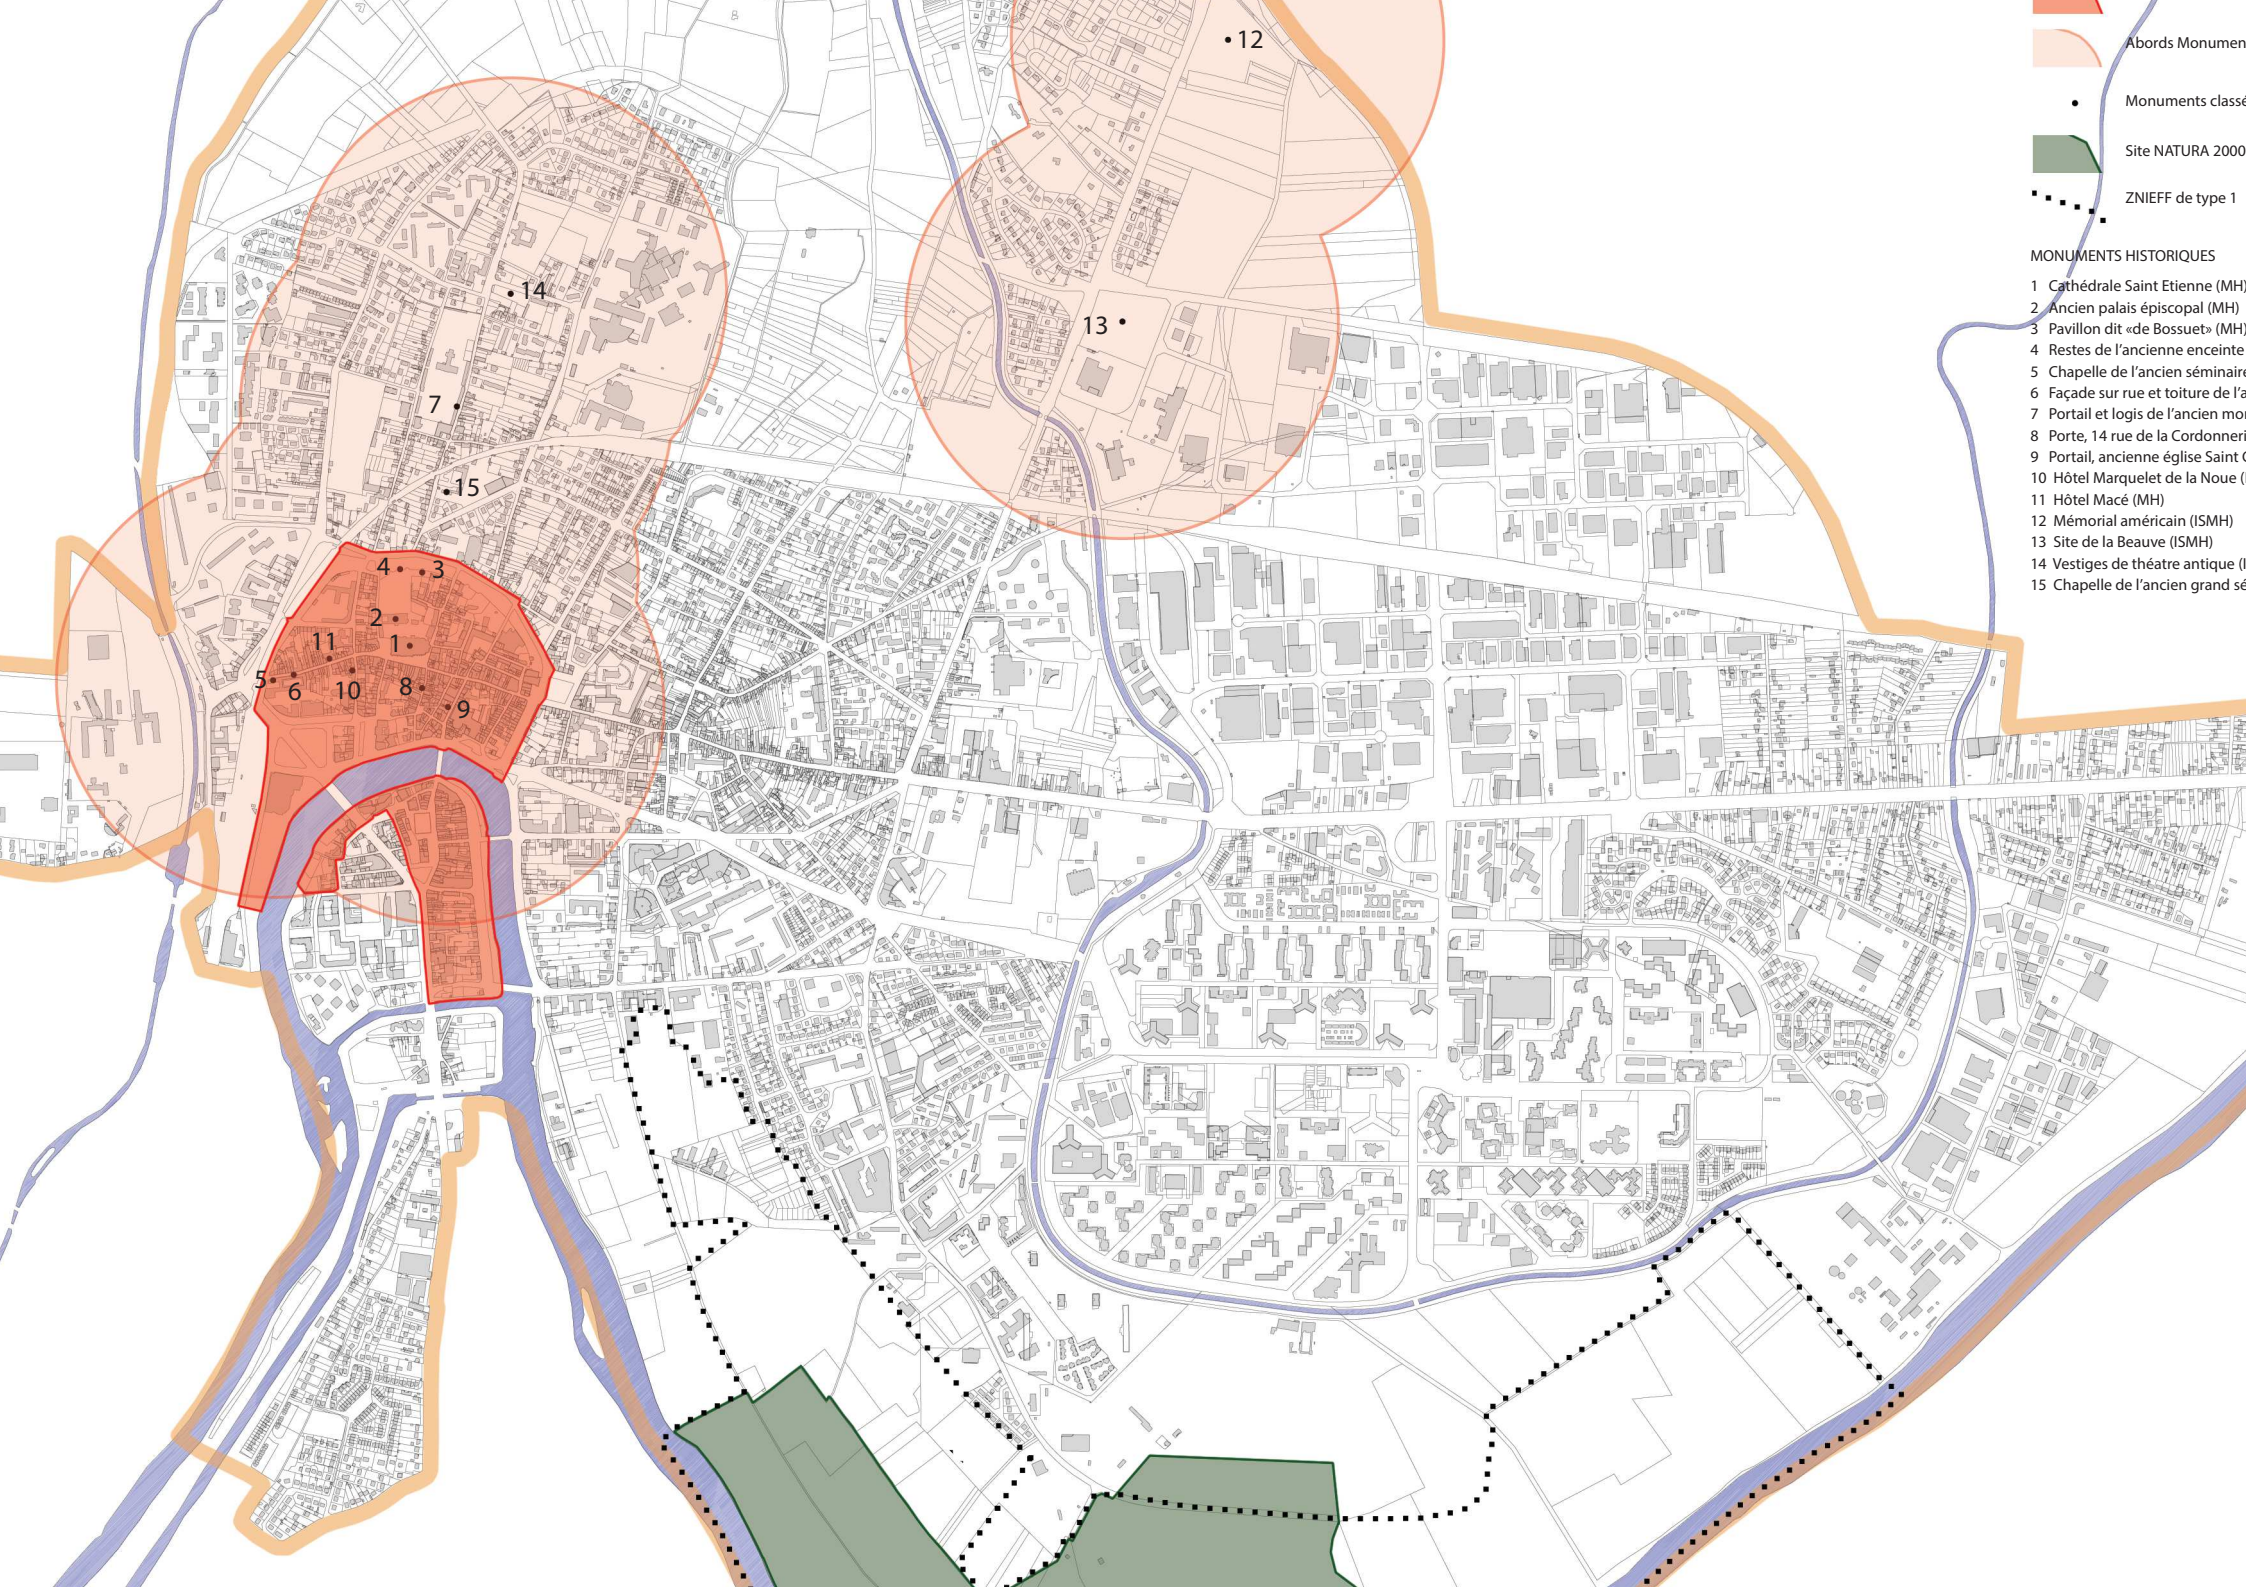 Abords Monumen
Monuments classé
Site NATURA 2000
ZNIEFF de type 1
MONUMENTS HISTORIQUES
1 Cathédrale Saint Etienne (MH)
2 Ancien palais épiscopal (MH)
3 Pavillon dit «de Bossuet» (MH)
4 Restes de l'ancienne enceinte
5 Chapelle de l'ancien séminaire
6 Façade sur rue et toiture de l'a
7 Portail et logis de l'ancien mo
8 Porte, 14 rue de la Cordonneri
9 Portail, ancienne église Saint
10 Hôtel Marquelet de la Noue (
11 Hôtel Macé (MH)
12 Mémorial américain (ISMH)
13 Site de la Beauve (ISMH)
14 Vestiges de théatre antique (I
15 Chapelle de l'ancien grand sé
12
14
13
7
15
4
3
2
11
1
5
6
10
8
9